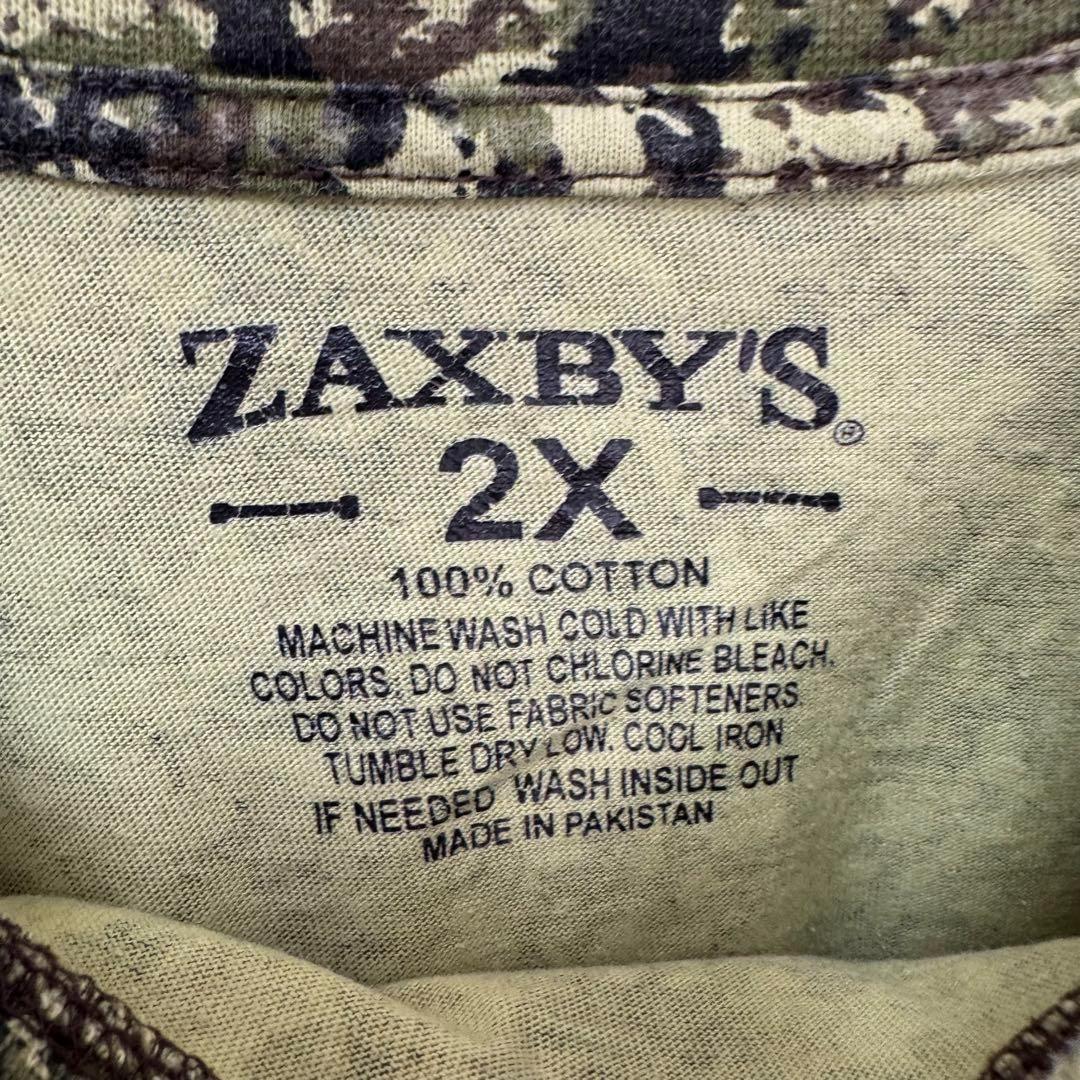 ZAXBY'S®
2X
100% COTTON
MACHINE WASH COLD WITH LIKE
COLORS. DO NOT CHLORINE BLEACH.
DO NOT USE FABRIC SOFTENERS.
TUMBLE DRY LOW. COOL IRON
IF NEEDED WASH INSIDE OUT
MADE IN PAKISTAN